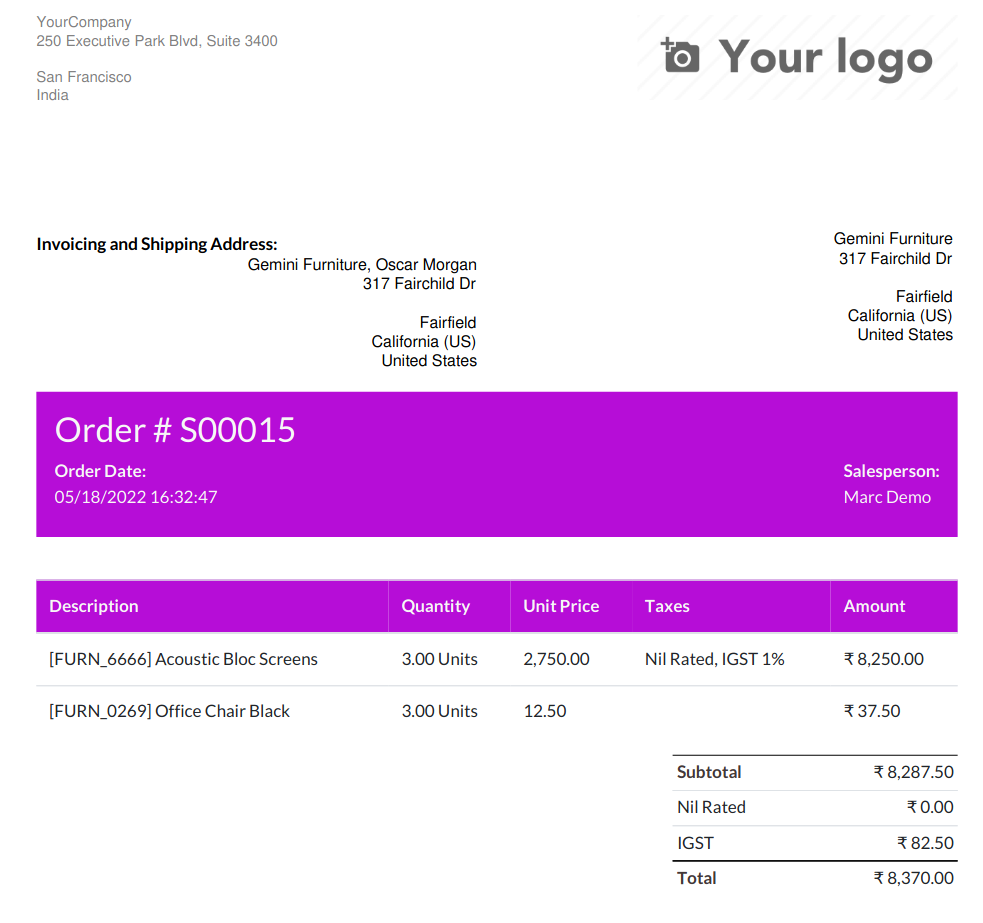 YourCompany
250 Executive Park Blvd, Suite 3400
San Francisco
India
Your logo
Invoicing and Shipping Address:
Gemini Furniture, Oscar Morgan
317 Fairchild Dr
Fairfield
California (US)
United States
Gemini Furniture
317 Fairchild Dr
Fairfield
California (US)
United States
Order # S00015
Order Date:
05/18/2022 16:32:47
Salesperson:
Marc Demo
Description Quantity Unit Price Taxes Amount
[FURN_6666] Acoustic Bloc Screens 3.00 Units 2,750.00 Nil Rated, IGST 1% ₹ 8,250.00
[FURN_0269] Office Chair Black 3.00 Units 12.50 ₹ 37.50
Subtotal ₹ 8,287.50
Nil Rated ₹ 0.00
IGST ₹ 82.50
Total ₹ 8,370.00